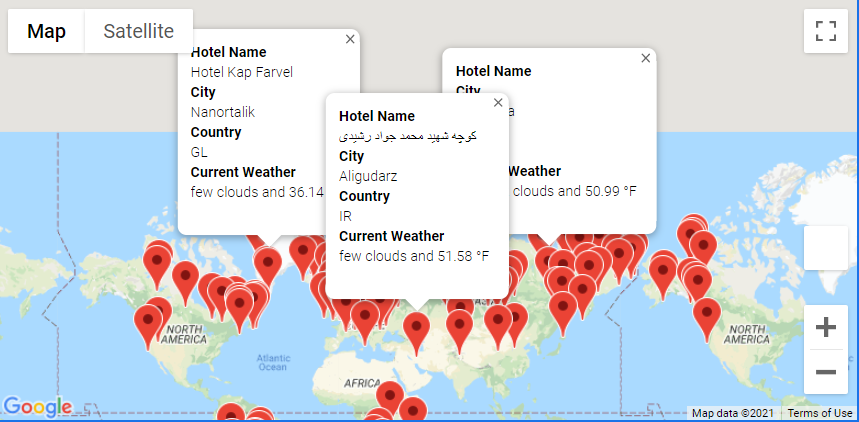 Map
Satellite
Hotel Name
Hotel Kap Farvel
City
Nanortalik
Country
GL
Current Weather
few clouds and 36.14
Hotel Name
کوچه شهید محمد جواد رشیدی
City
Aligudarz
Country
IR
Current Weather
few clouds and 51.58 °F
Hotel Name
City
Weather
clouds and 50.99 °F
NORTH
AMERICA
Atlantic
Ocean
AFRICA
ASIA
NORTH
AMERICA
Google
Map data ©2021
Terms of Use